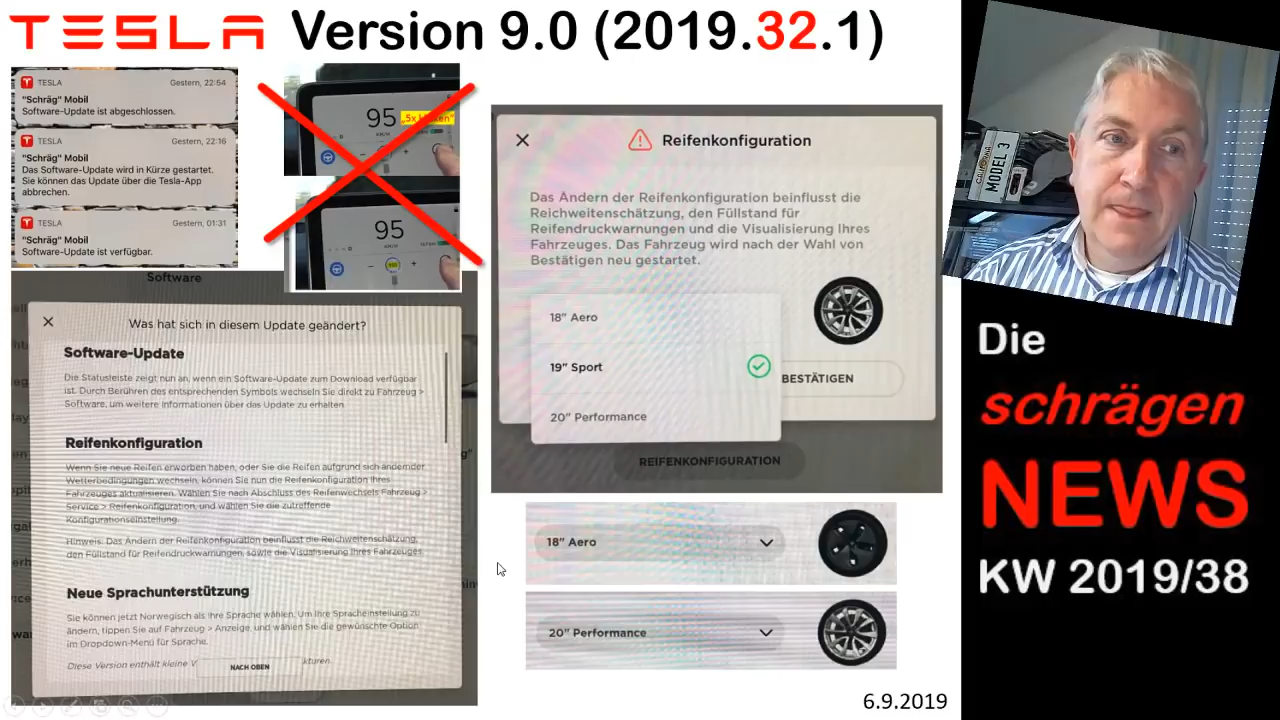 TESLA Version 9.0 (2019.32.1)
TESLA Gestern, 22:54
"Schräg" Mobil
Software-Update ist abgeschlossen.
TESLA Gestern, 22:16
"Schräg" Mobil
Das Software-Update wird in Kürze gestartet.
Sie können das Update über die Tesla-App
abbrechen.
TESLA Gestern, 01:31
"Schräg" Mobil
Software-Update ist verfügbar.
95
95
Software
Was hat sich in diesem Update geändert?
Software-Update
Die Statusleiste zeigt nun an, wenn ein Software-Update zum Download verfügbar
ist. Durch Berühren des entsprechenden Symbols wechseln Sie direkt zu Fahrzeug >
Software, um weitere Informationen über das Update zu erhalten.
Reifenkonfiguration
Wenn Sie neue Reifen erworben haben, oder Sie die Reifen aufgrund sich ändernder
Wetterbedingungen wechseln, können Sie nun die Reifenkonfiguration Ihres
Fahrzeuges aktualisieren. Wählen Sie nach Abschluss des Reifenwechsels Fahrzeug >
Service > Reifenkonfiguration, und wählen Sie die zutreffende
Konfigurationseinstellung.
Hinweis: Das Ändern der Reifenkonfiguration beinflusst die Reichweitenschätzung,
den Füllstand für Reifendruckwarnungen, sowie die Visualisierung Ihres Fahrzeuges.
Neue Sprachunterstützung
Sie können jetzt Norwegisch als Ihre Sprache wählen. Um Ihre Spracheinstellung zu
ändern, tippen Sie auf Fahrzeug > Anzeige, und wählen Sie die gewünschte Option
im Dropdown-Menü für Sprache.
Diese Version enthält kleine V
NACH OBEN
kturen.
Reifenkonfiguration
Das Ändern der Reifenkonfiguration beinflusst die
Reichweitenschätzung, den Füllstand für
Reifendruckwarnungen und die Visualisierung Ihres
Fahrzeuges. Das Fahrzeug wird nach der Wahl von
Bestätigen neu gestartet.
18" Aero
19" Sport
20" Performance
BESTÄTIGEN
REIFENKONFIGURATION
18" Aero
20" Performance
6.9.2019
MODEL 3
Die
schrägen
NEWS
KW 2019/38